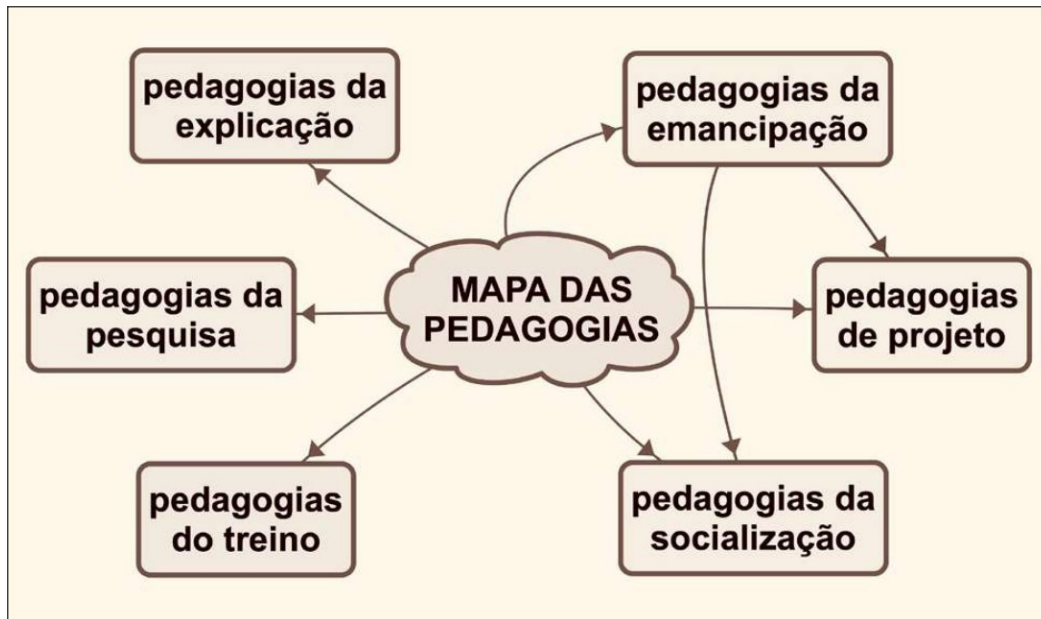 pedagogias da
explicação
pedagogias da
emancipação
MAPA DAS
PEDAGOGIAS
pedagogias da
pesquisa
pedagogias
de projeto
pedagogias
do treino
pedagogias da
socialização